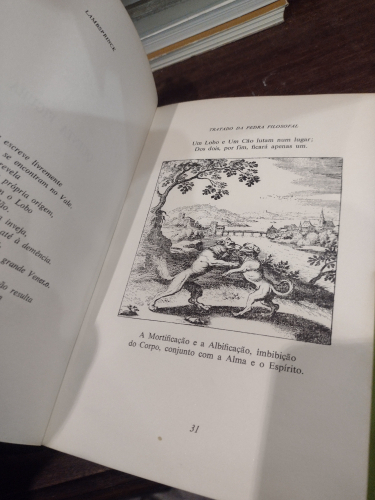 LAMBSPRINCK
escreve livremente
se encontram no Vale.
revela
própria origem,
o Lobo
inveja,
até à demência.
grande Veneno.
resulta
TRATADO DA PEDRA FILOSOFAL
Um Lobo e Um Cão lutam num lugar;
Dos dois, por fim, ficará apenas um.
A Mortificação e a Albificação, imbibição
do Corpo, conjunto com a Alma e o Espírito.
31